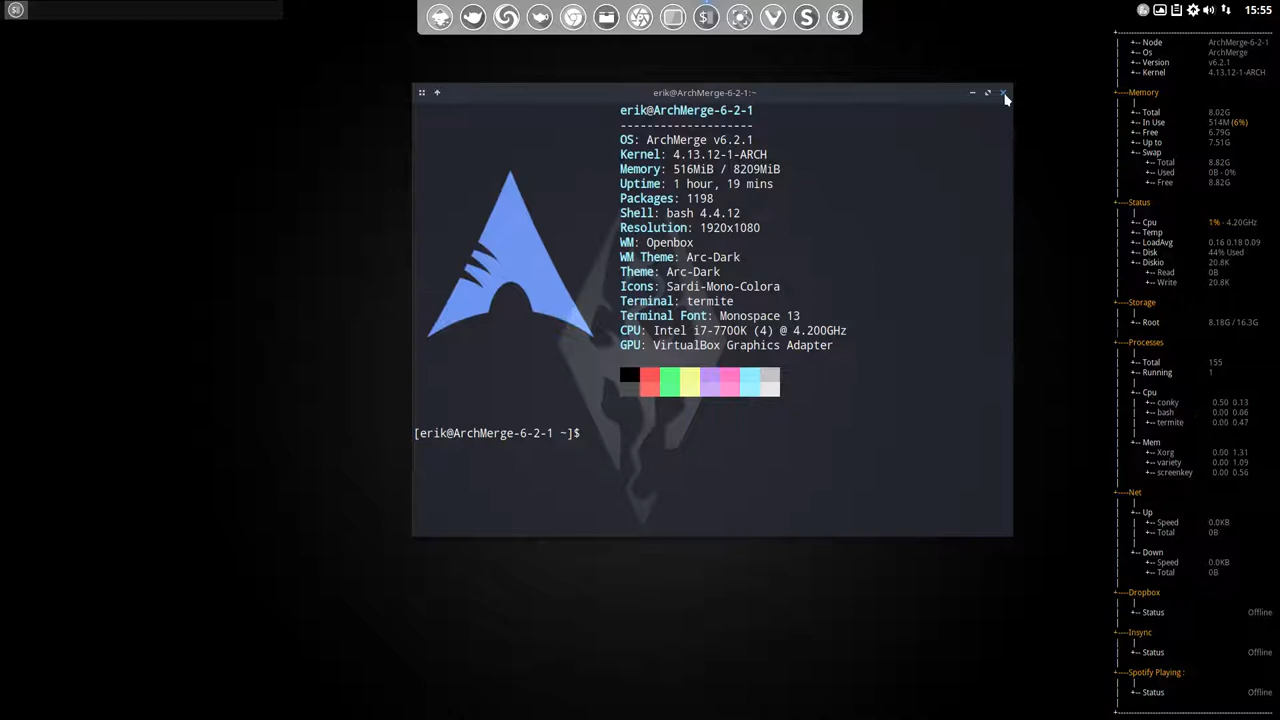 15:55
erik@ArchMerge-6-2-1:~
erik@ArchMerge-6-2-1
-------------------
OS: ArchMerge v6.2.1
Kernel: 4.13.12-1-ARCH
Memory: 516MiB / 8209MiB
Uptime: 1 hour, 19 mins
Packages: 1198
Shell: bash 4.4.12
Resolution: 1920x1080
WM: Openbox
WM Theme: Arc-Dark
Theme: Arc-Dark
Icons: Sardi-Mono-Colora
Terminal: termite
Terminal Font: Monospace 13
CPU: Intel i7-7700K (4) @ 4.200GHz
GPU: VirtualBox Graphics Adapter
[erik@ArchMerge-6-2-1 ~]$
Node ArchMerge-6-2-1
Os ArchMerge
Version v6.2.1
Kernel 4.13.12-1-ARCH
Memory
Total 8.02G
In Use 514M (6%)
Free 6.79G
Up to 7.51G
Swap
Total 8.82G
Used 0B - 0%
Free 8.82G
Status
Cpu 1% - 4.20GHz
Temp
LoadAvg 0.16 0.18 0.09
Disk 44% Used
Diskio 20.8K
Read 0B
Write 20.8K
Storage
Root 8.18G / 16.3G
Processes
Total 155
Running 1
Cpu
conky 0.50 0.13
bash 0.00 0.06
termite 0.00 0.47
Mem
Xorg 0.00 1.31
variety 0.00 1.09
screenkey 0.00 0.56
Net
Up
Speed 0.0KB
Total 0B
Down
Speed 0.0KB
Total 0B
Dropbox
Status Offline
Insync
Status Offline
Spotify Playing :
Status Offline